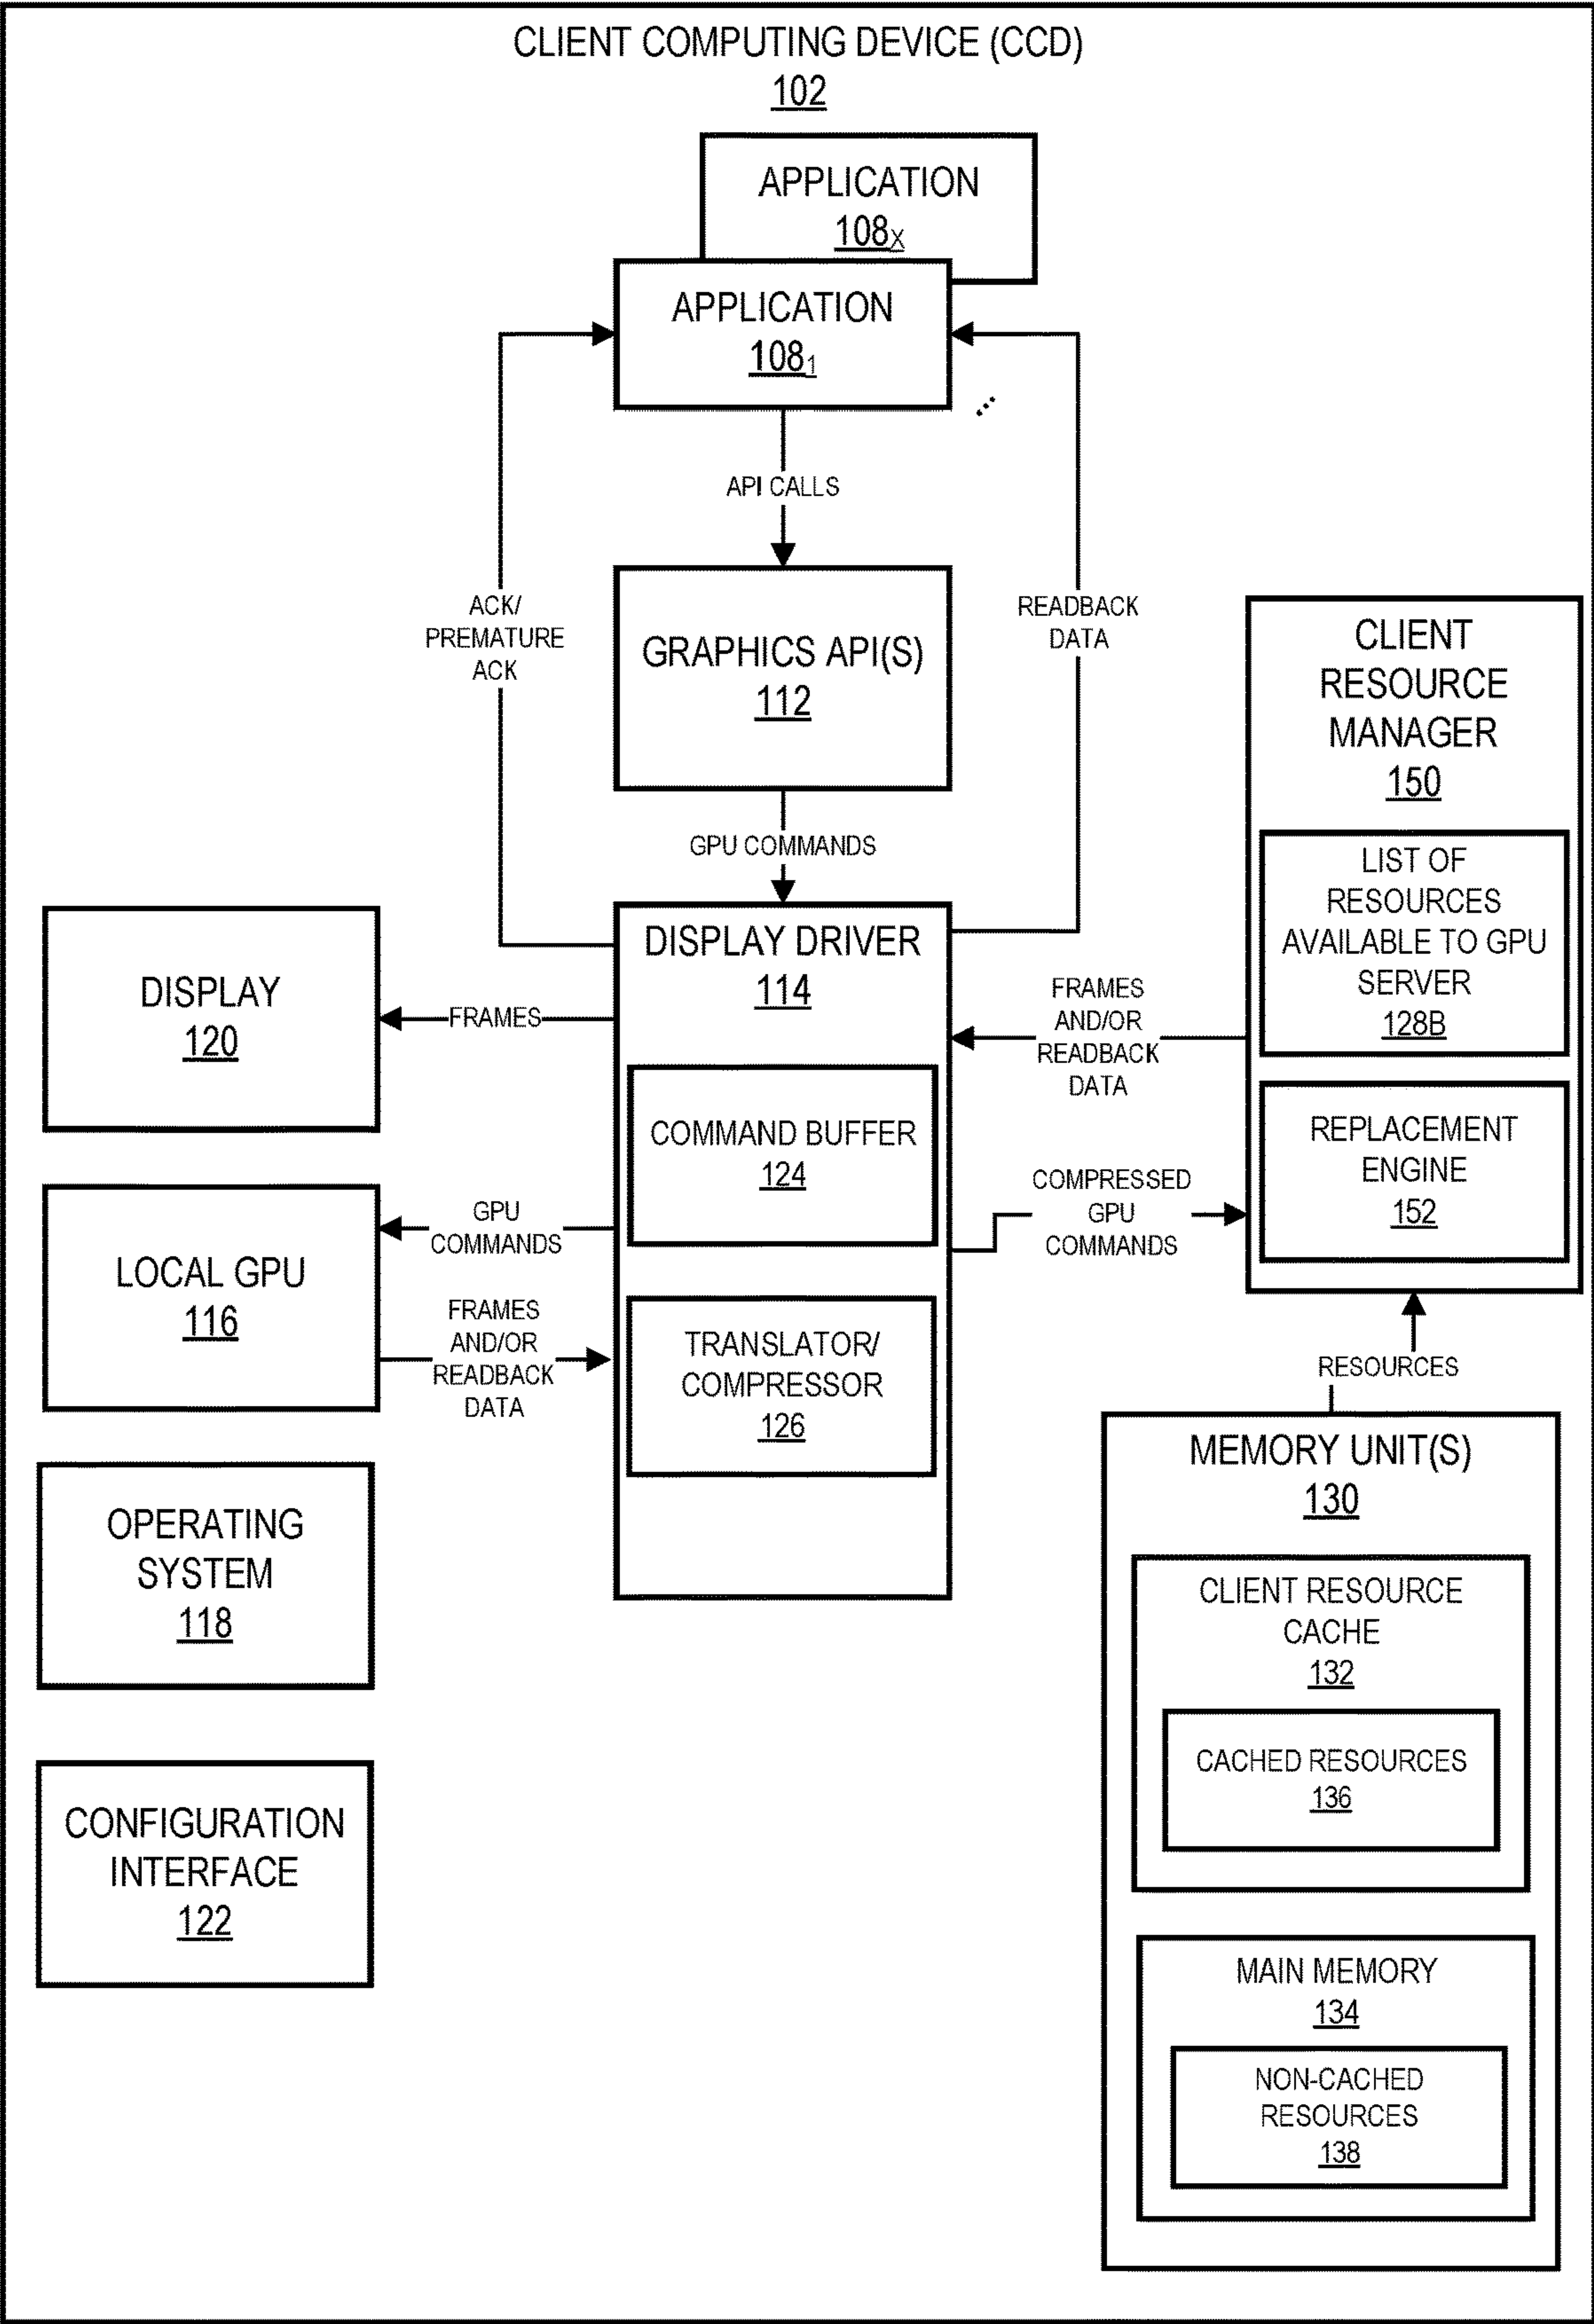 CLIENT COMPUTING DEVICE (CCD)
102
APPLICATION
108X
APPLICATION
1081
...
API CALLS
ACK/
PREMATURE
ACK
READBACK
DATA
GRAPHICS API(S)
112
GPU COMMANDS
CLIENT
RESOURCE
MANAGER
150
LIST OF
RESOURCES
AVAILABLE TO GPU
SERVER
128B
REPLACEMENT
ENGINE
152
DISPLAY DRIVER
114
COMMAND BUFFER
124
TRANSLATOR/
COMPRESSOR
126
DISPLAY
120
FRAMES
FRAMES
AND/OR
READBACK
DATA
COMPRESSED
GPU
COMMANDS
LOCAL GPU
116
GPU
COMMANDS
FRAMES
AND/OR
READBACK
DATA
RESOURCES
OPERATING
SYSTEM
118
CONFIGURATION
INTERFACE
122
MEMORY UNIT(S)
130
CLIENT RESOURCE
CACHE
132
CACHED RESOURCES
136
MAIN MEMORY
134
NON-CACHED
RESOURCES
138